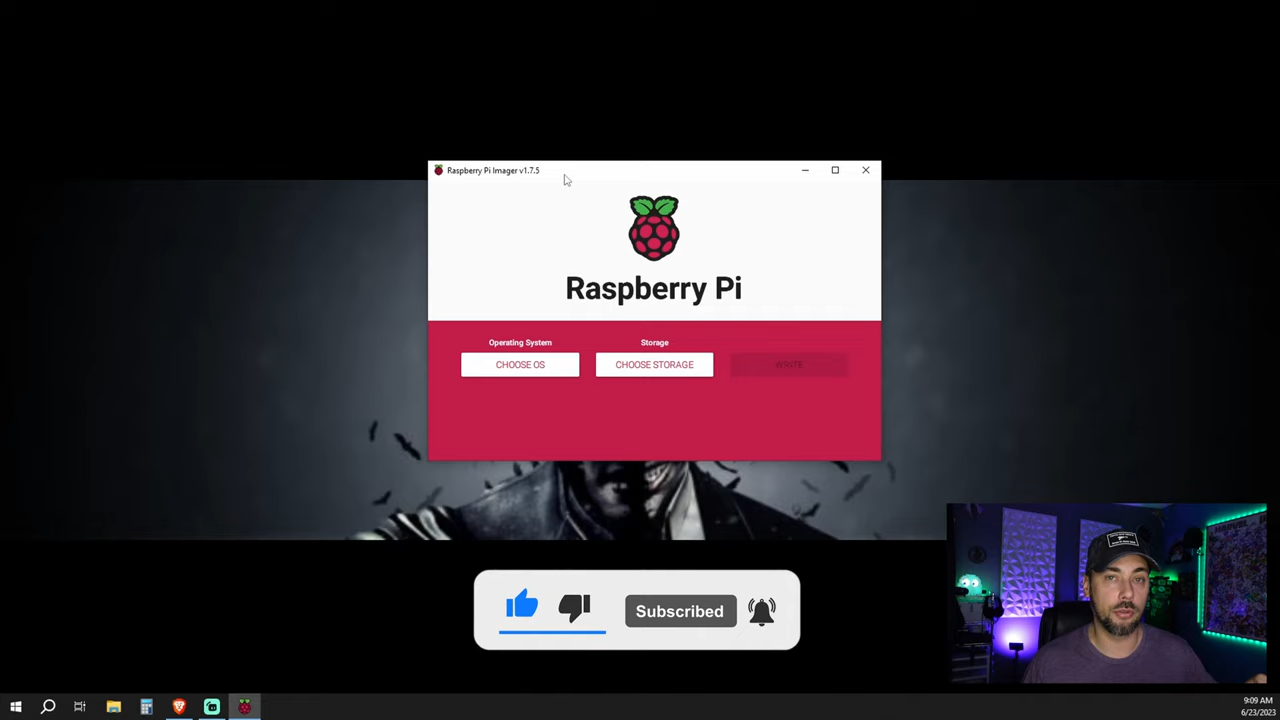 Raspberry Pi Imager v1.7.5
Raspberry Pi
Operating System
Storage
CHOOSE OS
CHOOSE STORAGE
WRITE
Subscribed
9:09 AM
6/23/2023